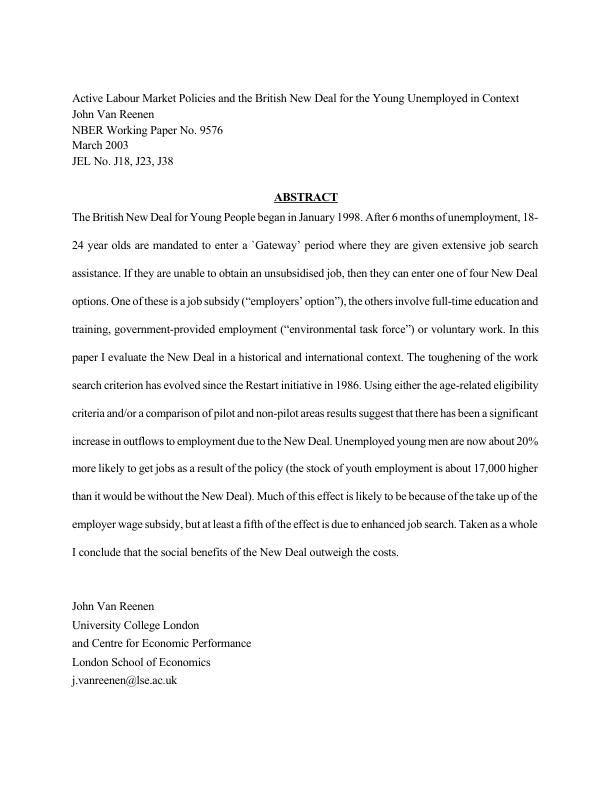 Active Labour Market Policies and the British New Deal for the Young Unemployed in Context
John Van Reenen
NBER Working Paper No. 9576
March 2003
JEL No. J18, J23, J38
ABSTRACT
The British New Deal for Young People began in January 1998. After 6 months of unemployment, 18-
24 year olds are mandated to enter a `Gateway’ period where they are given extensive job search
assistance. If they are unable to obtain an unsubsidised job, then they can enter one of four New Deal
options. One of these is a job subsidy (“employers’ option”), the others involve full-time education and
training, government-provided employment (“environmental task force”) or voluntary work. In this
paper I evaluate the New Deal in a historical and international context. The toughening of the work
search criterion has evolved since the Restart initiative in 1986. Using either the age-related eligibility
criteria and/or a comparison of pilot and non-pilot areas results suggest that there has been a significant
increase in outflows to employment due to the New Deal. Unemployed young men are now about 20%
more likely to get jobs as a result of the policy (the stock of youth employment is about 17,000 higher
than it would be without the New Deal). Much of this effect is likely to be because of the take up of the
employer wage subsidy, but at least a fifth of the effect is due to enhanced job search. Taken as a whole
I conclude that the social benefits of the New Deal outweigh the costs.
John Van Reenen
University College London
and Centre for Economic Performance
London School of Economics
j.vanreenen@lse.ac.uk